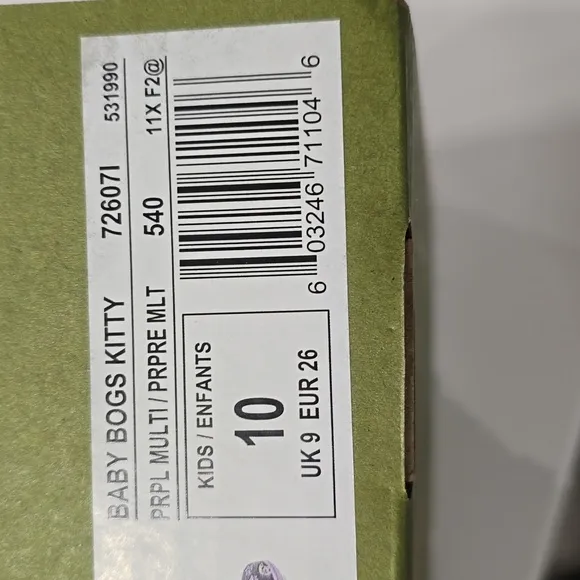 BABY BOGS KITTY 72607I 531990
PRPL MULTI / PRPRE MLT 540 11X F2@
6 03246 71104 6
KIDS / ENFANTS
10
UK 9 EUR 26